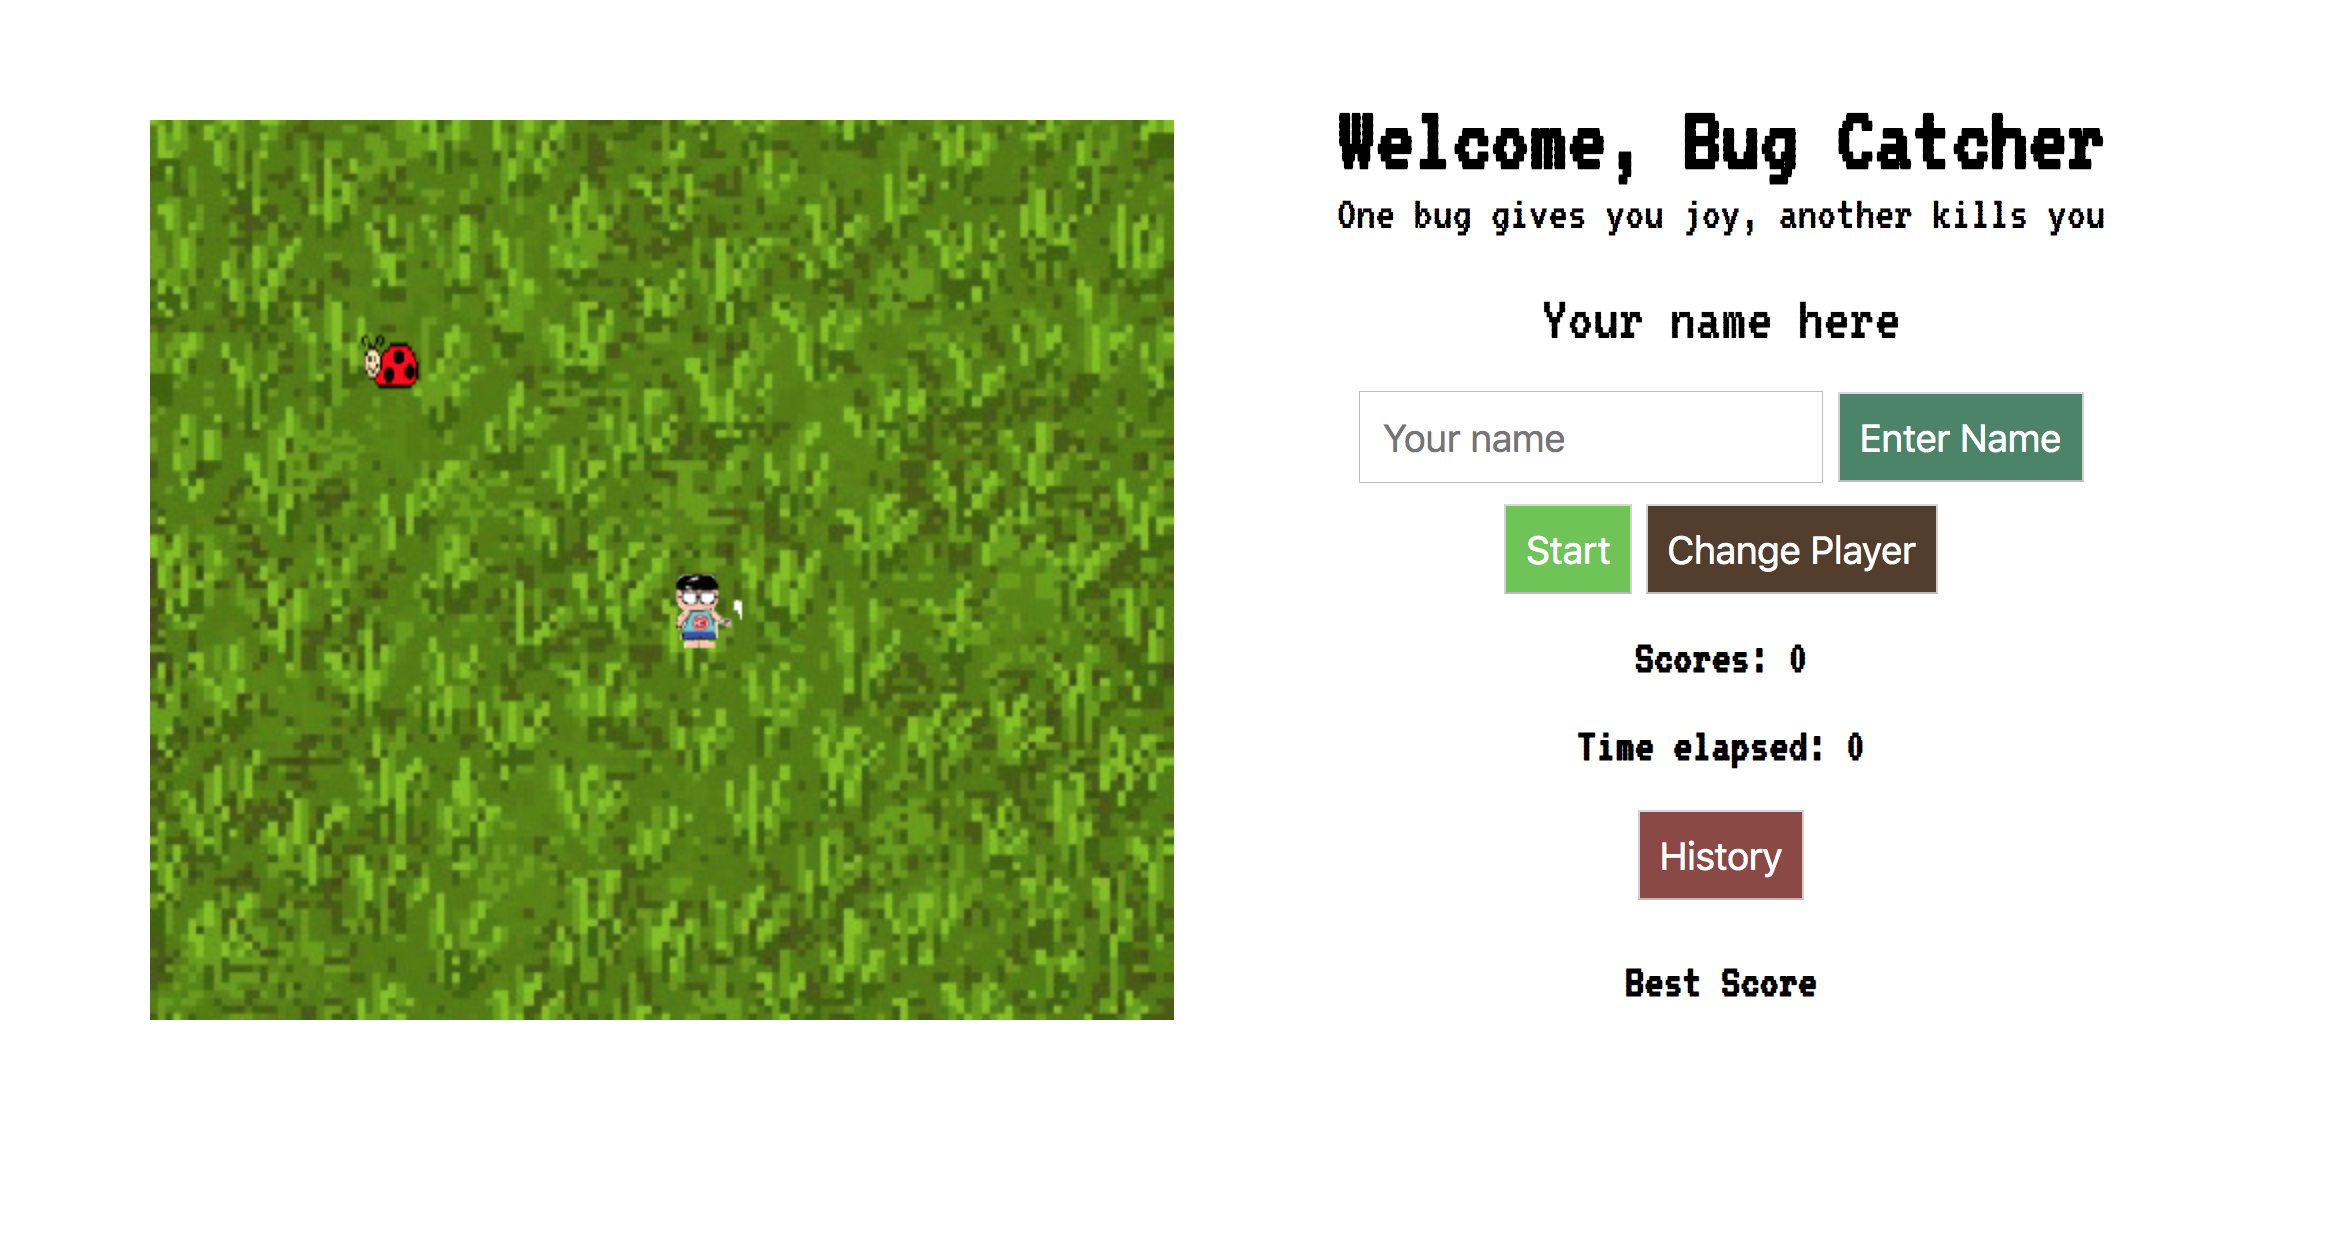 Welcome, Bug Catcher
One bug gives you joy, another kills you
Your name here
Your name Enter Name
Start Change Player
Scores: 0
Time elapsed: 0
History
Best Score